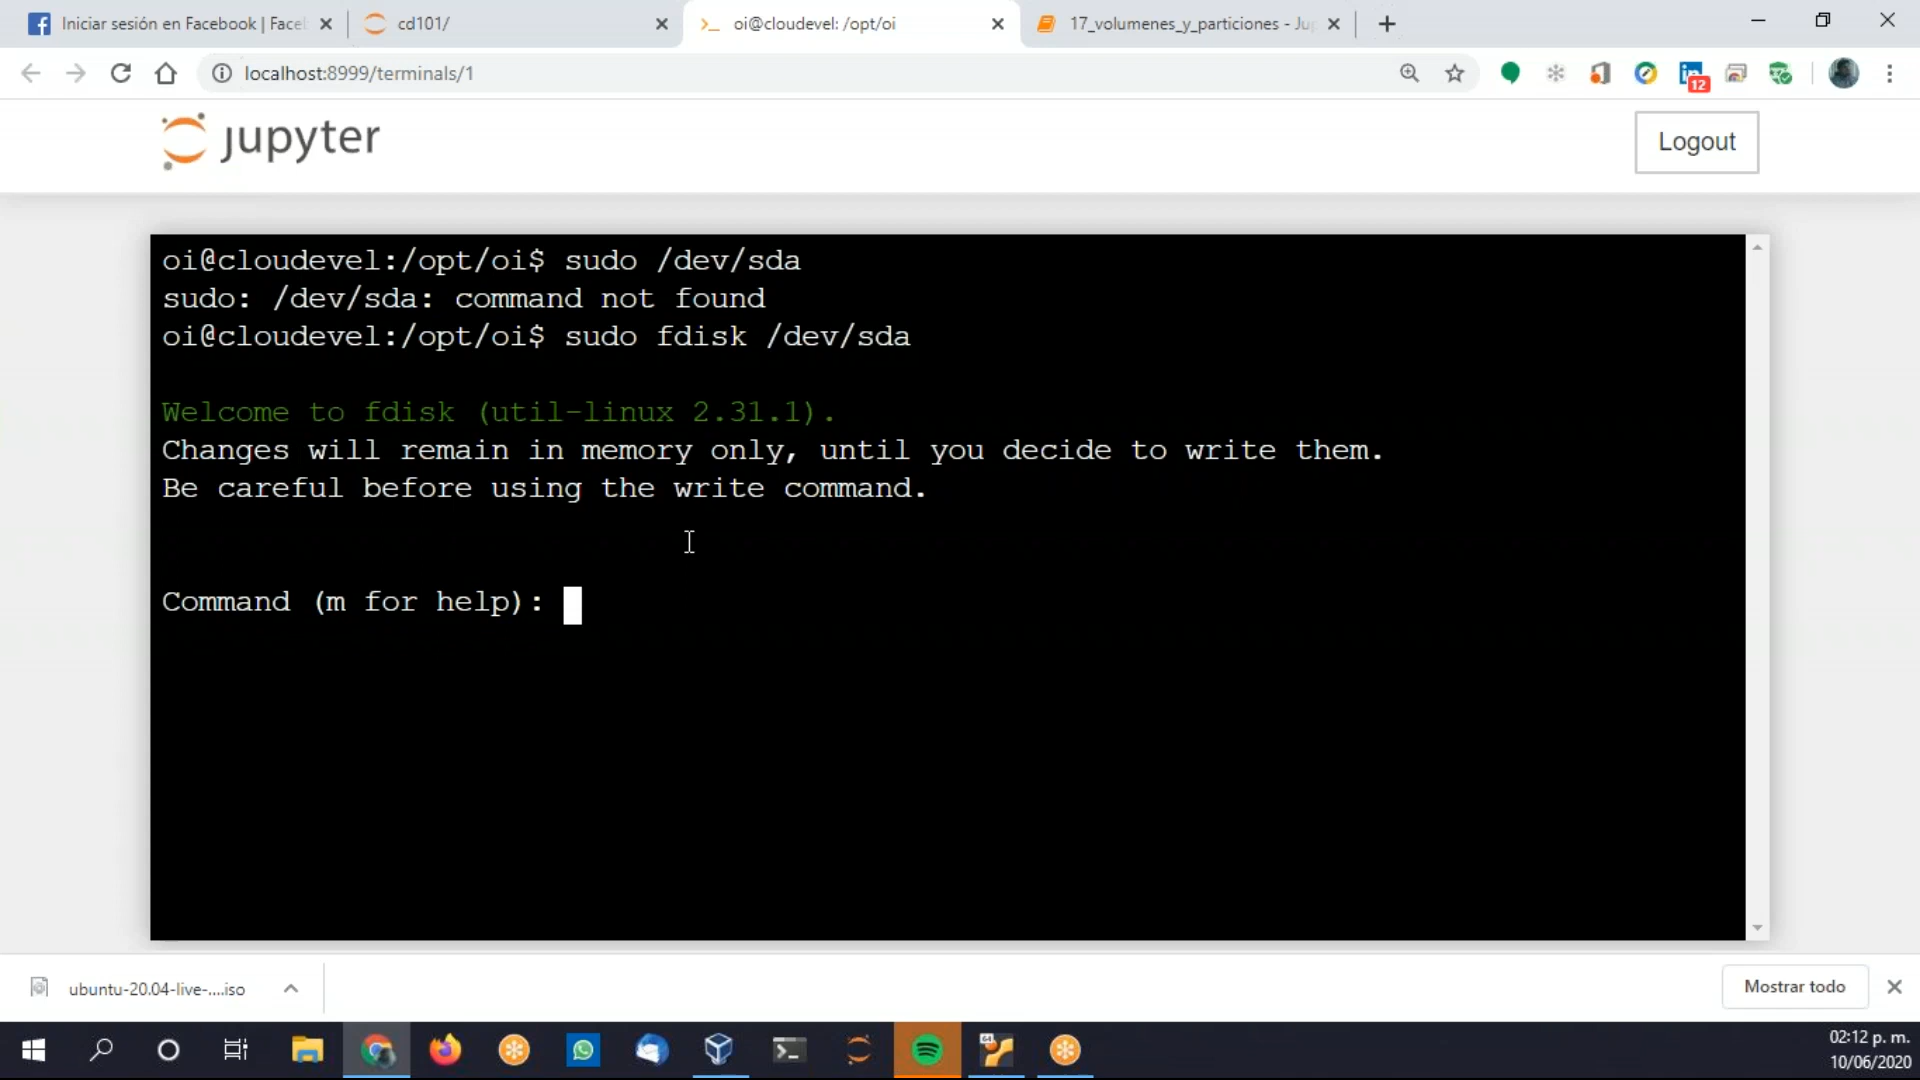 Iniciar sesión en Facebook | Face
cd101/
oi@cloudevel: /opt/oi
17_volumenes_y_particiones - Ju
localhost:8999/terminals/1
12
jupyter
Logout
oi@cloudevel:/opt/oi$ sudo /dev/sda
sudo: /dev/sda: command not found
oi@cloudevel:/opt/oi$ sudo fdisk /dev/sda
Welcome to fdisk (util-linux 2.31.1).
Changes will remain in memory only, until you decide to write them.
Be careful before using the write command.
Command (m for help):
ubuntu-20.04-live-....iso
Mostrar todo
64
02:12 p. m.
10/06/2020